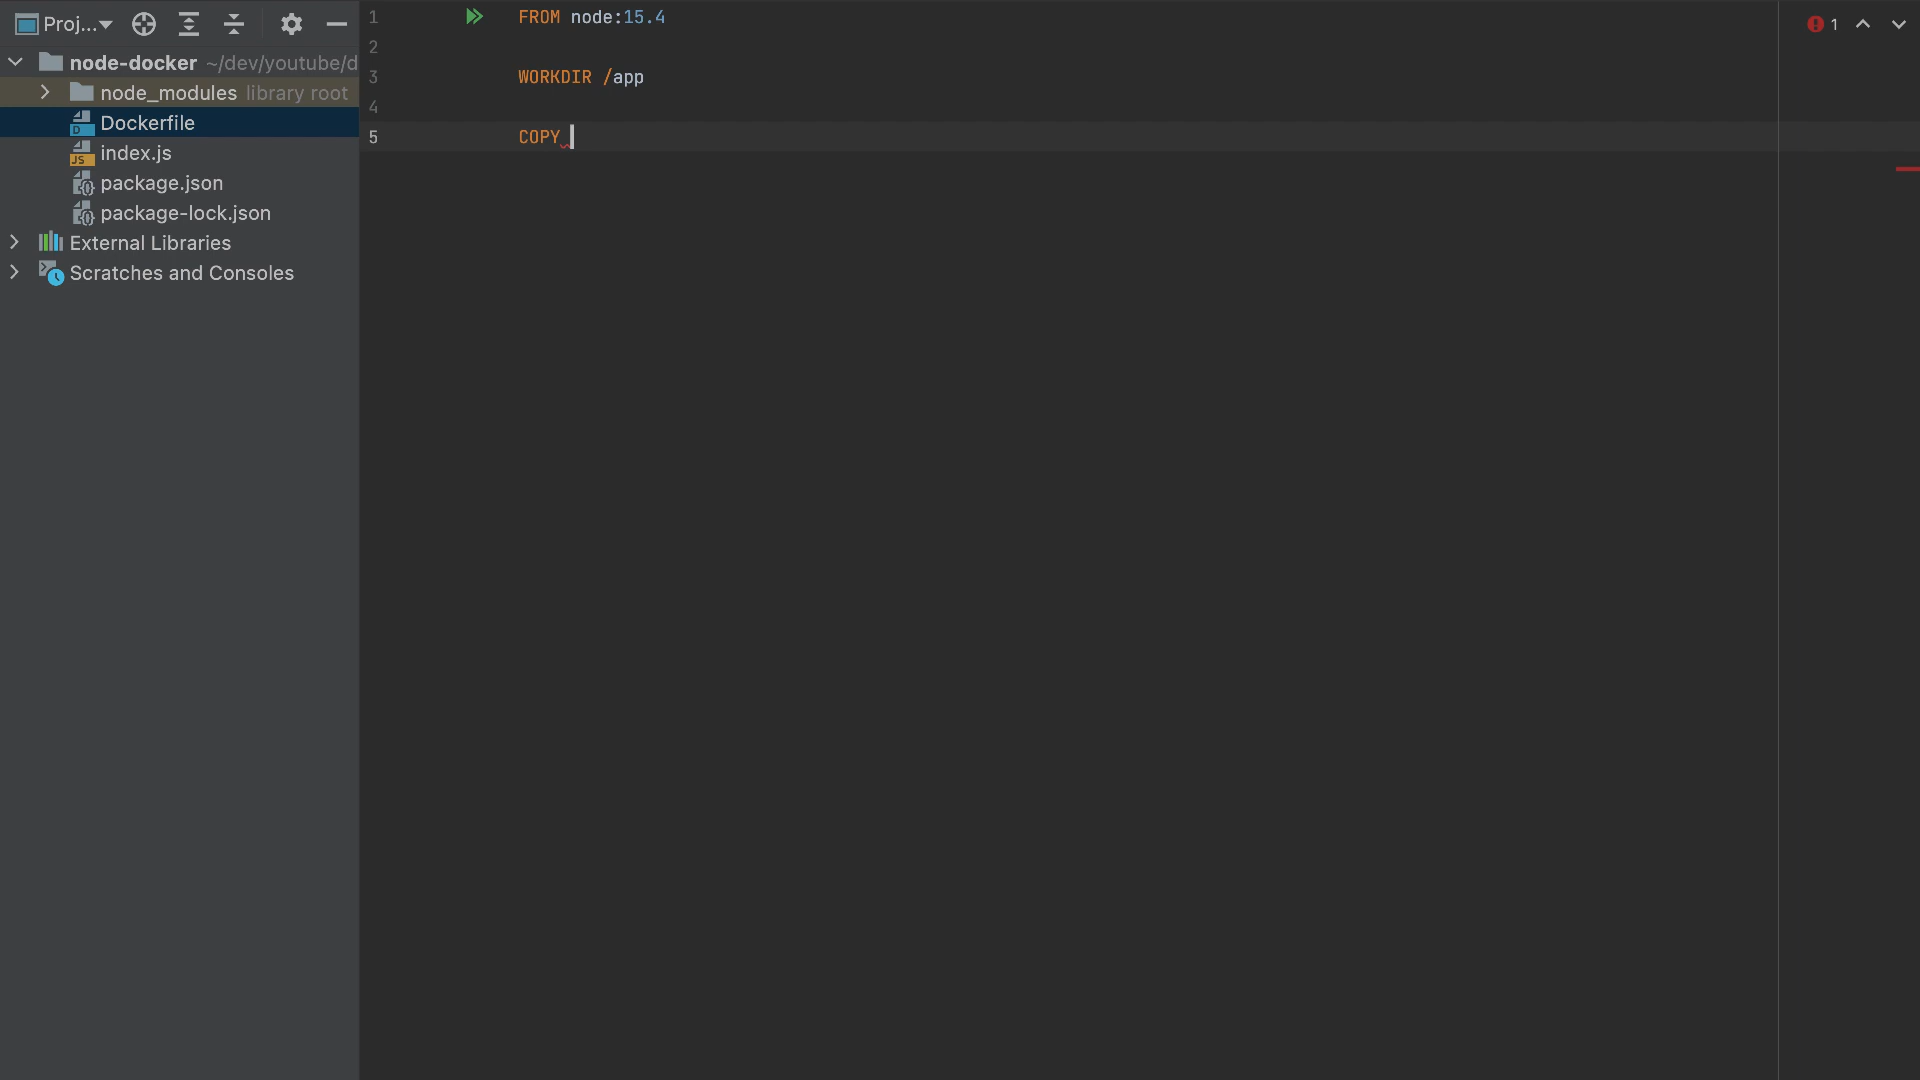 Proj...
node-docker ~/dev/youtube/d
node_modules library root
Dockerfile
index.js
package.json
package-lock.json
External Libraries
Scratches and Consoles
1 FROM node:15.4
2
3 WORKDIR /app
4
5 COPY
1